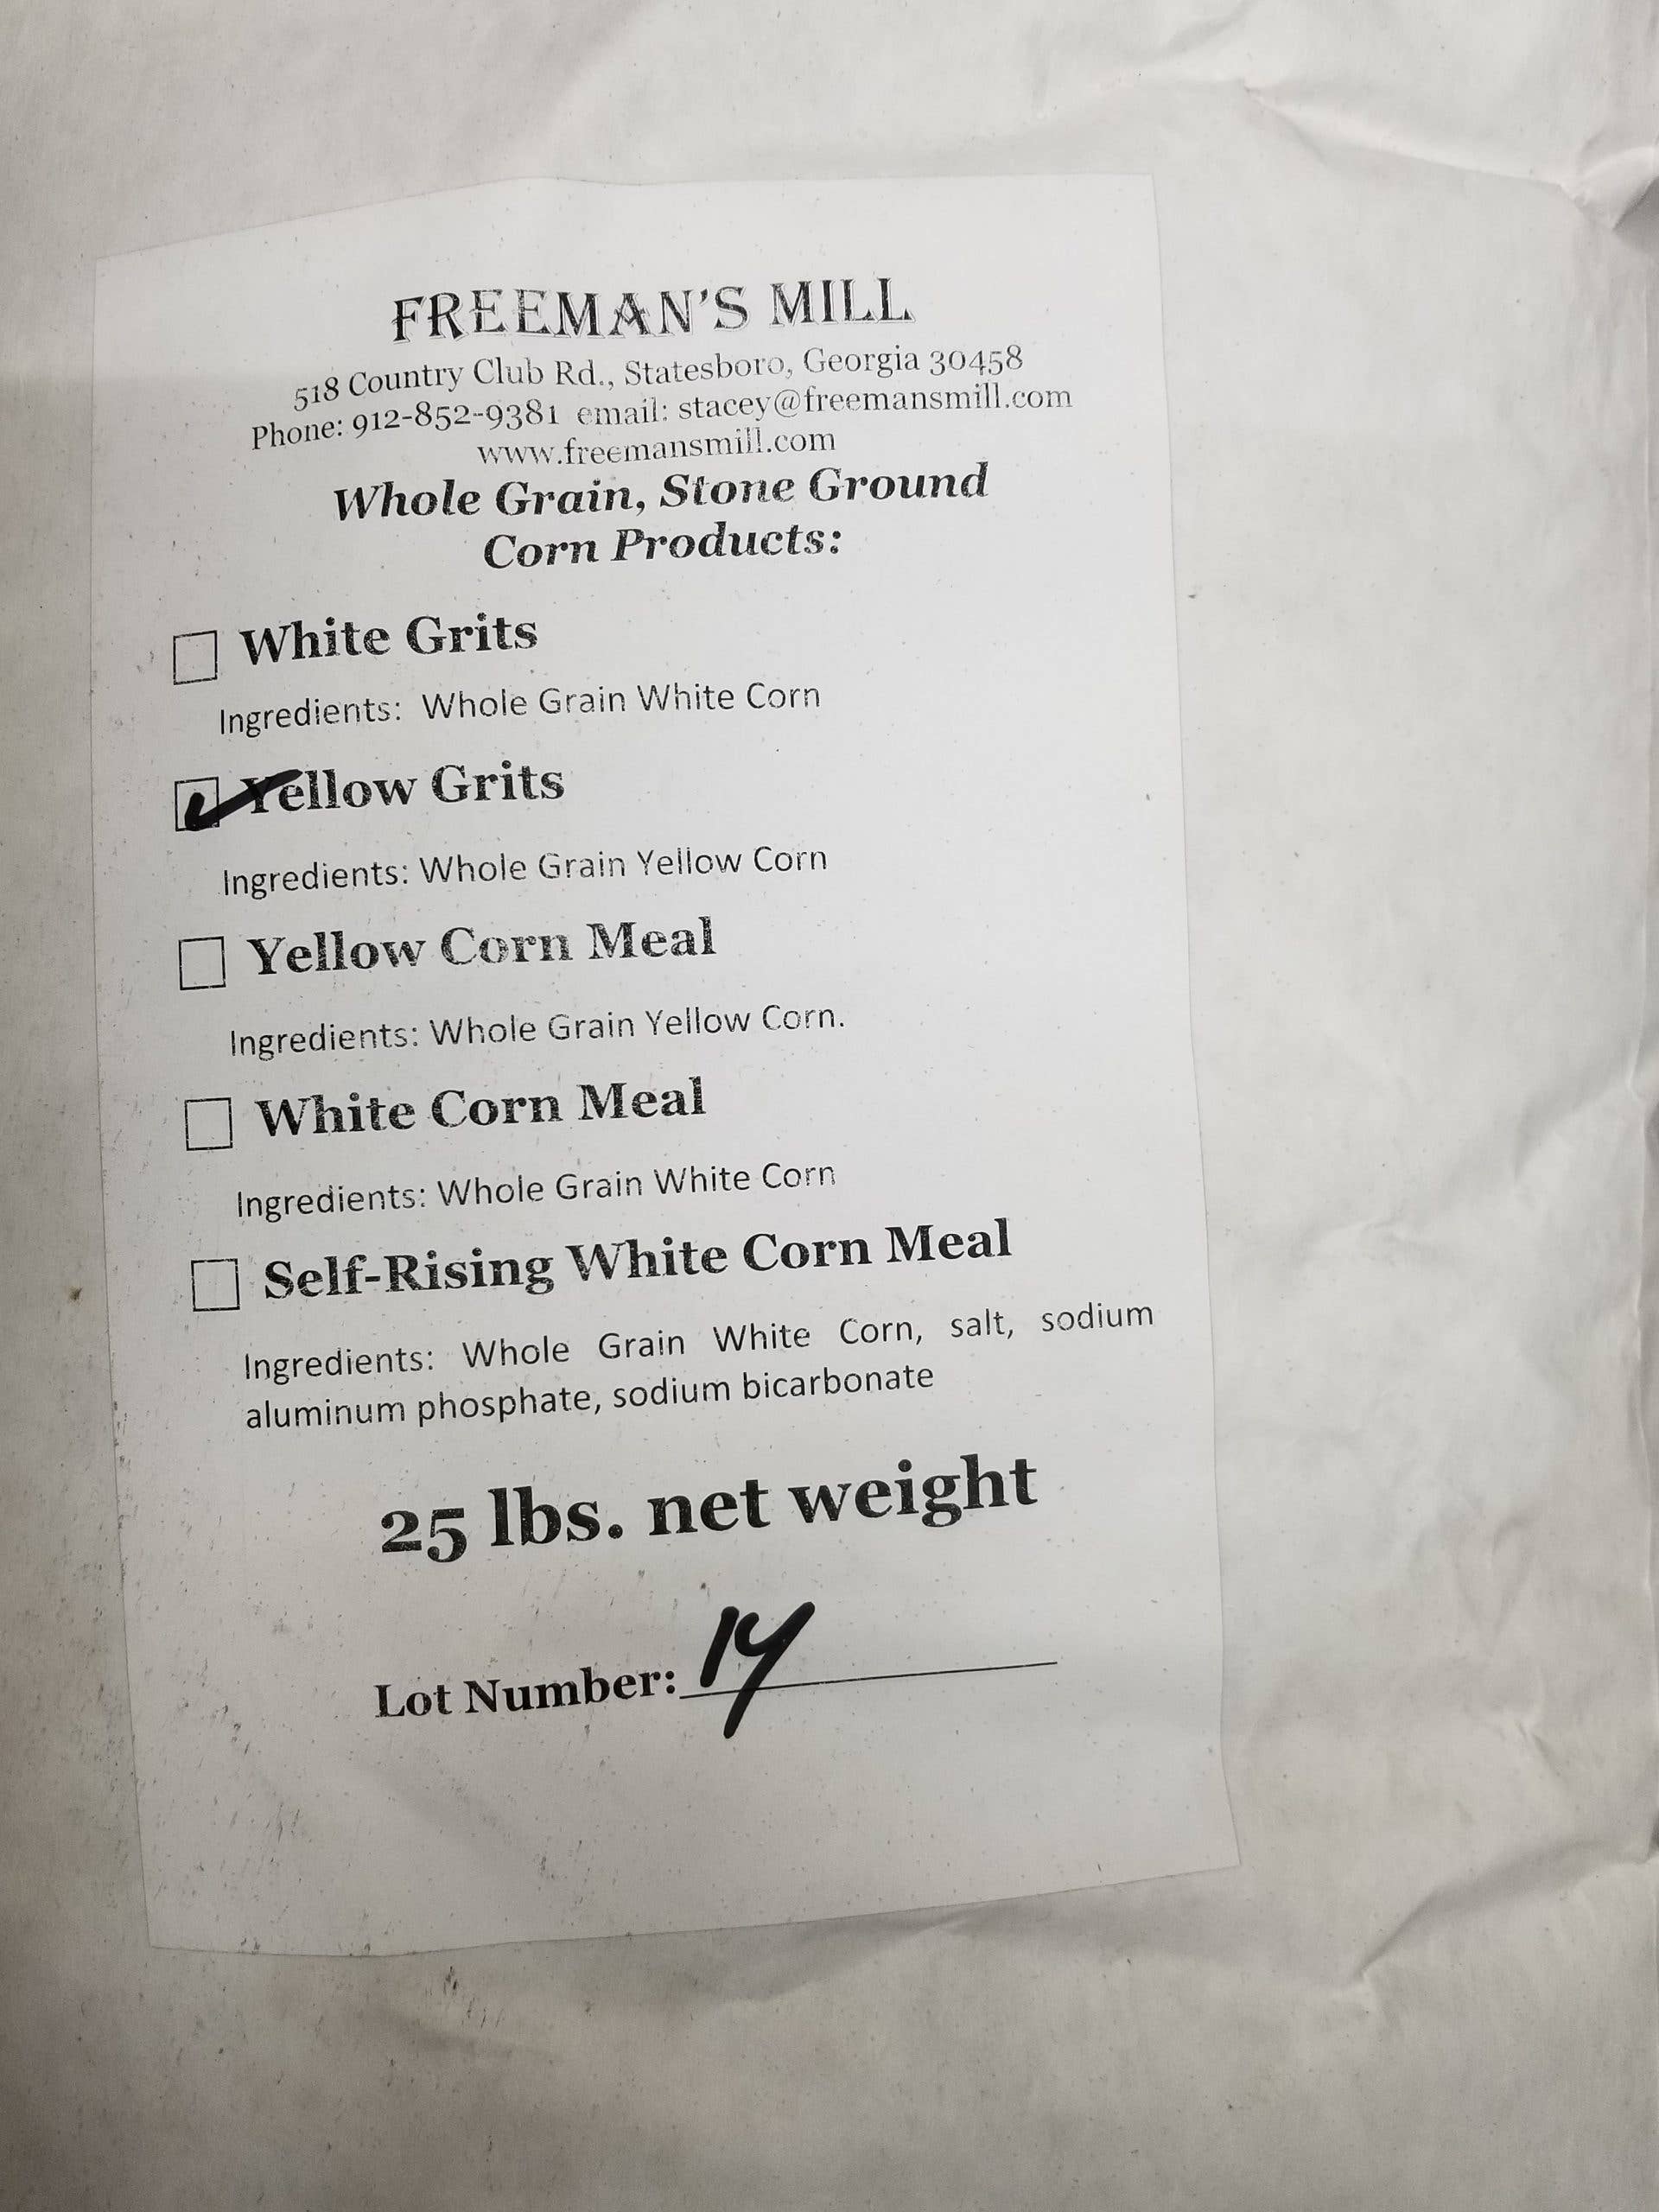 FREEMAN'S MILL
518 Country Club Rd., Statesboro, Georgia 30458
Phone: 912-852-9381 email: stacey@freemansmill.com
www.freemansmill.com
Whole Grain, Stone Ground
Corn Products:
White Grits
Ingredients: Whole Grain White Corn
Yellow Grits
Ingredients: Whole Grain Yellow Corn
Yellow Corn Meal
Ingredients: Whole Grain Yellow Corn.
White Corn Meal
Ingredients: Whole Grain White Corn
Self-Rising White Corn Meal
Ingredients: Whole Grain White Corn, salt, sodium
aluminum phosphate, sodium bicarbonate
25 lbs. net weight
Lot Number: 14